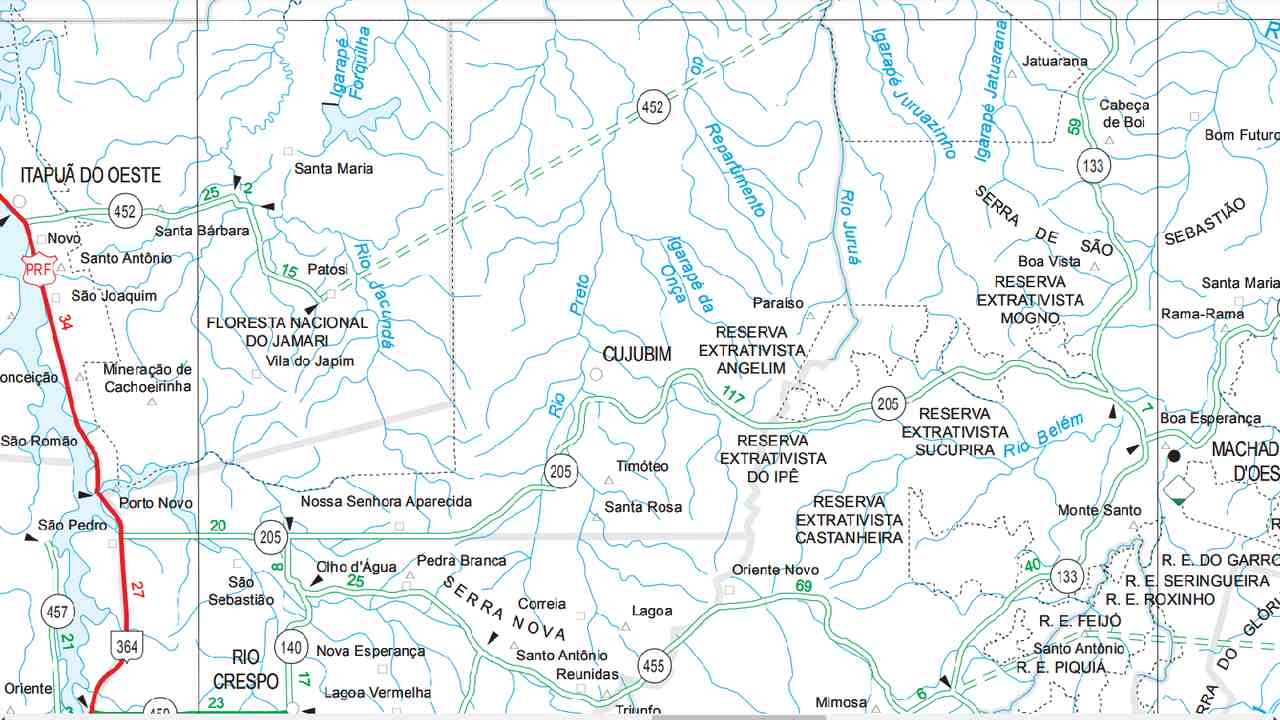 Igarapé
Forquilha
op
Igarapé Juruazinho
Igarapé Jatuarana
Jatuarana
452
Cabeça
de Boi
59
Bom Futuro
Repartimento
ITAPUÃ DO OESTE
Santa Maria
133
25
2
452
Santa Bárbara
Rio Juruá
SERRA DE SÃO
SEBASTIÃO
Novo
Santo Antônio
PRF
15
Patosi
Rio Jacundá
Igarapé da
Onça
Boa Vista
RESERVA
EXTRATIVISTA
MOGNO
São Joaquim
34
Rio Preto
Paraiso
Santa Maria
Rama-Rama
FLORESTA NACIONAL
DO JAMARI
Vila do Japim
CUJUBIM
RESERVA
EXTRATIVISTA
ANGELIM
onceição
Mineração de
Cachoeirinha
117
205
7
RESERVA
EXTRATIVISTA
SUCUPIRA
Rio Belém
Boa Esperança
São Romão
RESERVA
EXTRATIVISTA
DO IPÊ
MACHAD
D'OES
Timóteo
205
Porto Novo
Nossa Senhora Aparecida
Santa Rosa
RESERVA
EXTRATIVISTA
CASTANHEIRA
Monte Santo
São Pedro
20
205
R. E. DO GARRO
8
Olho d'Água
Pedra Branca
25
Oriente Novo
69
40
133
R. E. SERINGUEIRA
R. E. ROXINHO
27
São
Sebastião
SERRA NOVA
Correia
Lagoa
R. E. FEIJÓ
457
21
364
140
Nova Esperança
Santo Antônio
Reunidas
455
Santo Antônio
R. E. PIQUIÁ
GLÓRI
DO
RRA
RIO
CRESPO
17
Oriente
Lagoa Vermelha
23
Triunfo
Mimosa
6